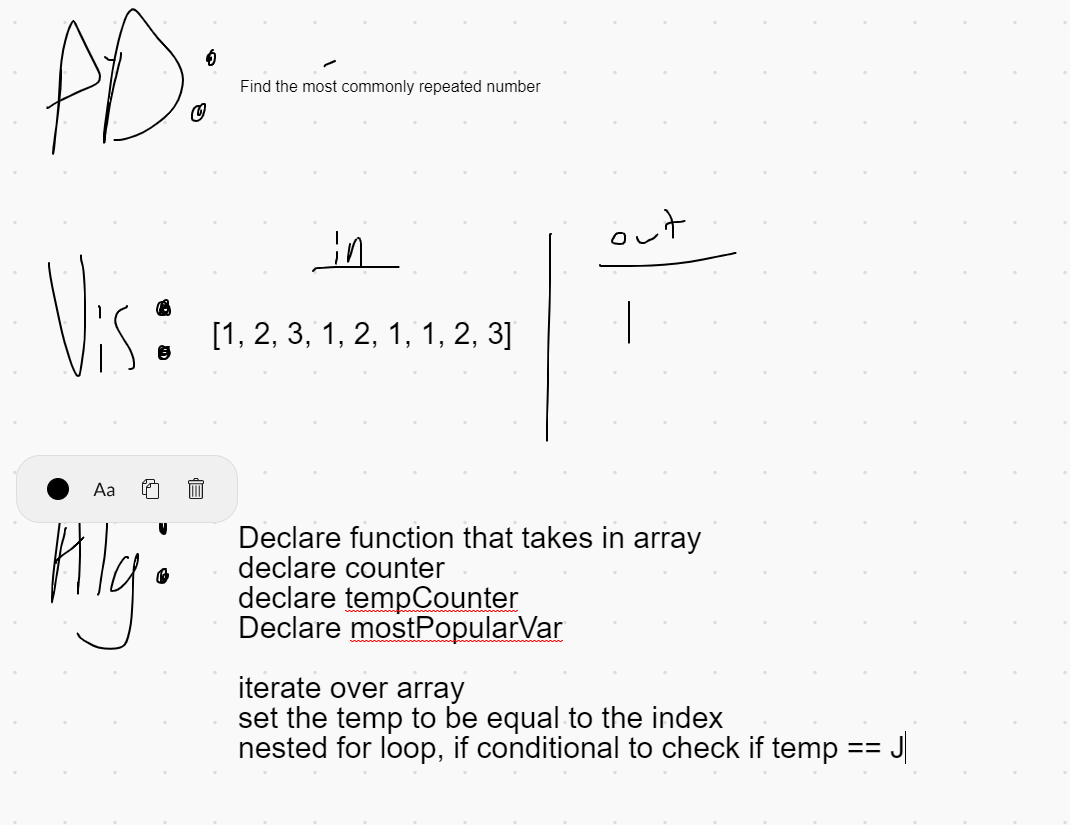 PD:
Find the most commonly repeated number
in
out
Vis:
[1, 2, 3, 1, 2, 1, 1, 2, 3]
1
Aa
Alg:
Declare function that takes in array
declare counter
declare tempCounter
Declare mostPopularVar
iterate over array
set the temp to be equal to the index
nested for loop, if conditional to check if temp == J